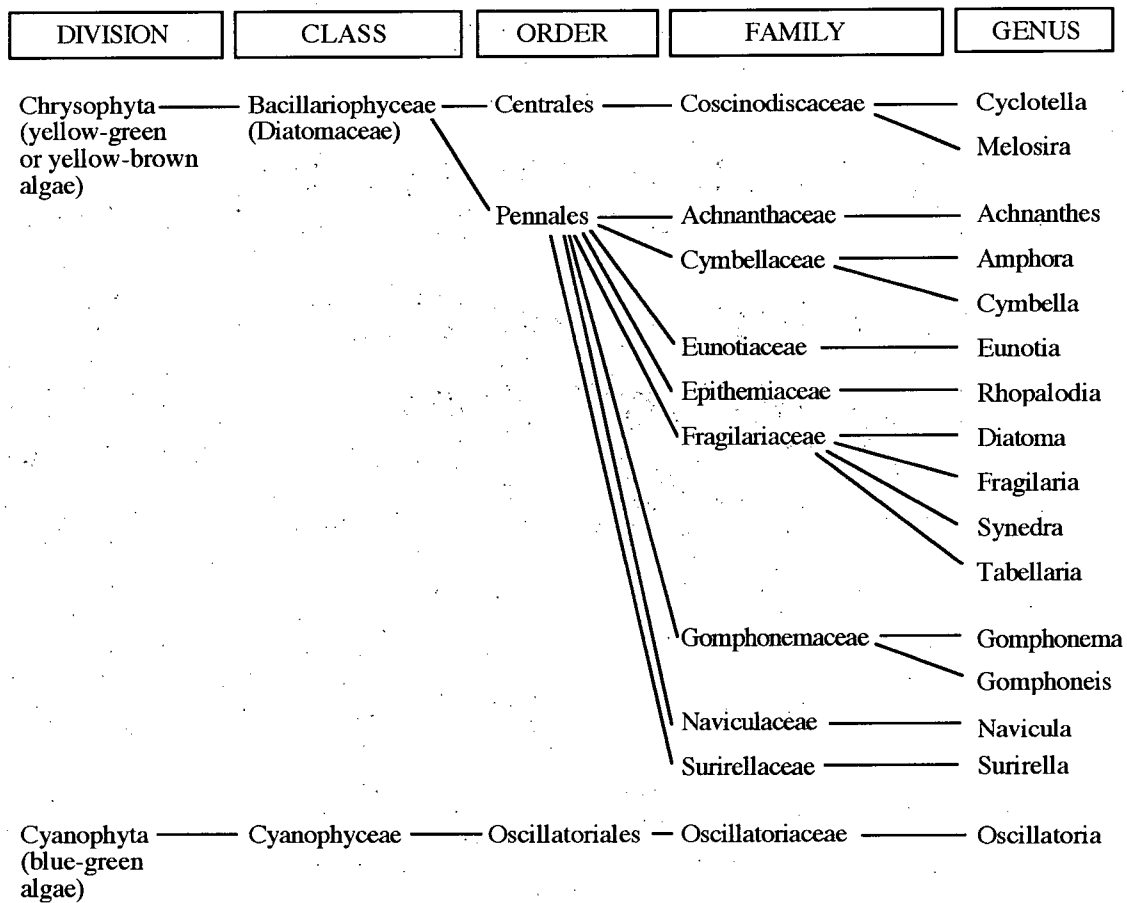 DIVISION CLASS ORDER FAMILY GENUS
Chrysophyta Bacillariophyceae Centrales Coscinodiscaceae Cyclotella
(yellow-green (Diatomaceae)
or yellow-brown Melosira
algae)
Pennales Achnanthaceae Achnanthes
Cymbellaceae Amphora
Cymbella
Eunotiaceae Eunotia
Epithemiaceae Rhopalodia
Fragilariaceae Diatoma
Fragilaria
Synedra
Tabellaria
Gomphonemaceae Gomphonema
Gomphoneis
Naviculaceae Navicula
Surirellaceae Surirella
Cyanophyta Cyanophyceae Oscillatoriales Oscillatoriaceae Oscillatoria
(blue-green
algae)